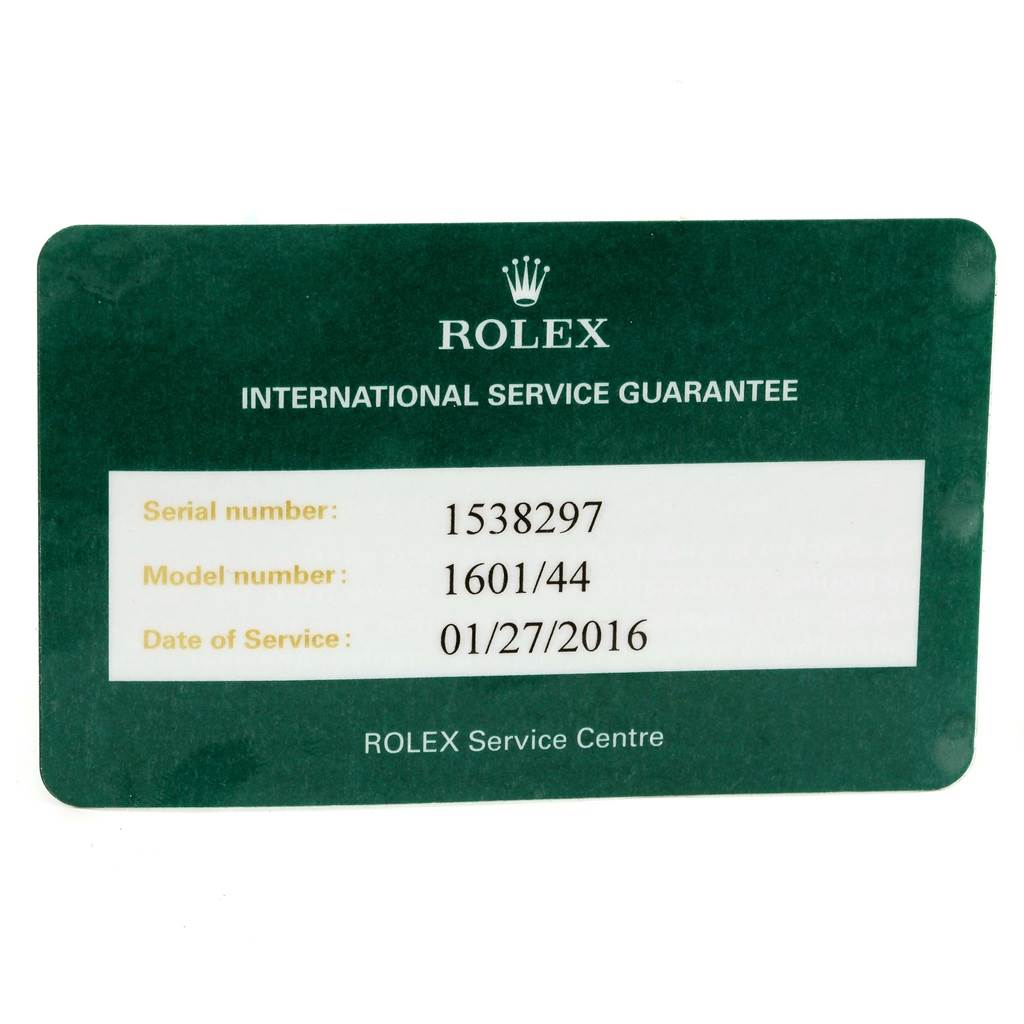 ROLEX
INTERNATIONAL SERVICE GUARANTEE
Serial number: 1538297
Model number: 1601/44
Date of Service: 01/27/2016
ROLEX Service Centre